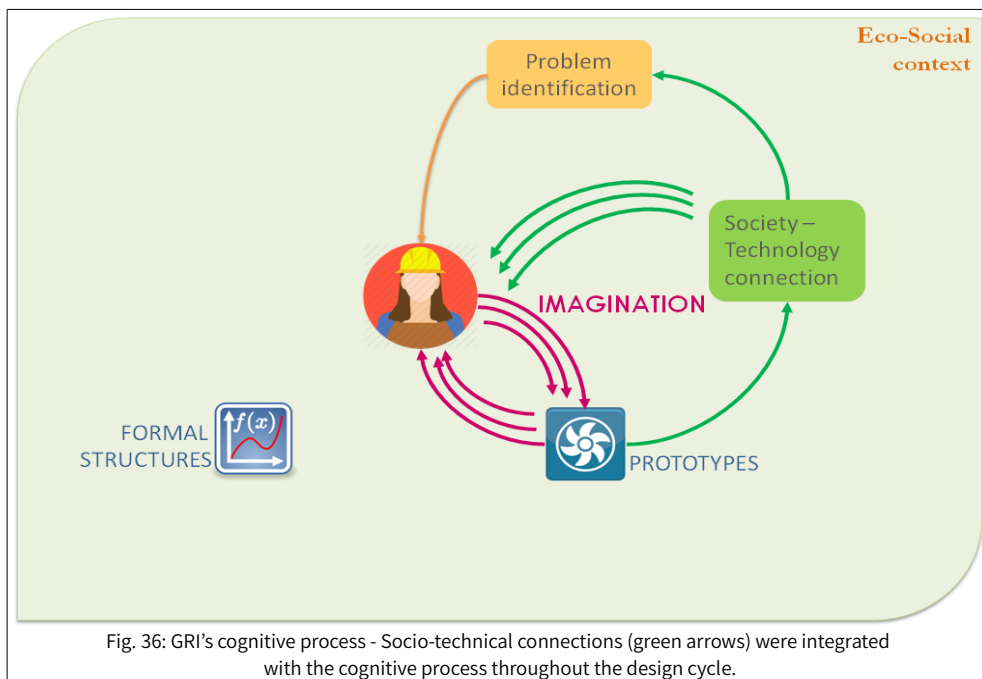 Eco-Social
context
Problem
identification
Society –
Technology
connection
IMAGINATION
f(x)
FORMAL
STRUCTURES
PROTOTYPES
Fig. 36: GRI’s cognitive process - Socio-technical connections (green arrows) were integrated
with the cognitive process throughout the design cycle.